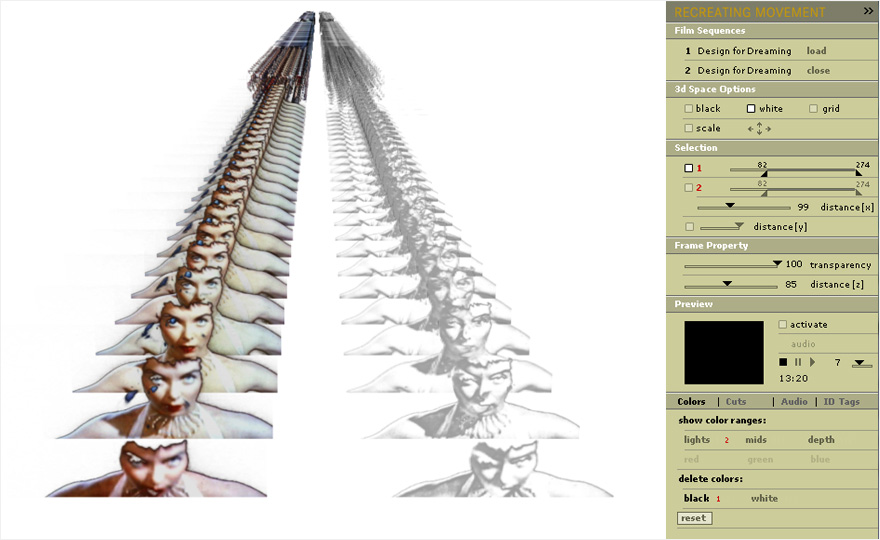 RECREATING MOVEMENT »
Film Sequences
1 Design for Dreaming load
2 Design for Dreaming close
3d Space Options
black white grid
scale
Selection
1 82 274
2 82 274
99 distance[x]
distance[y]
Frame Property
100 transparency
85 distance[z]
Preview
activate
audio
7
13:20
Colors | Cuts | Audio | ID Tags
show color ranges:
lights 2 mids depth
red green blue
delete colors:
black 1 white
reset